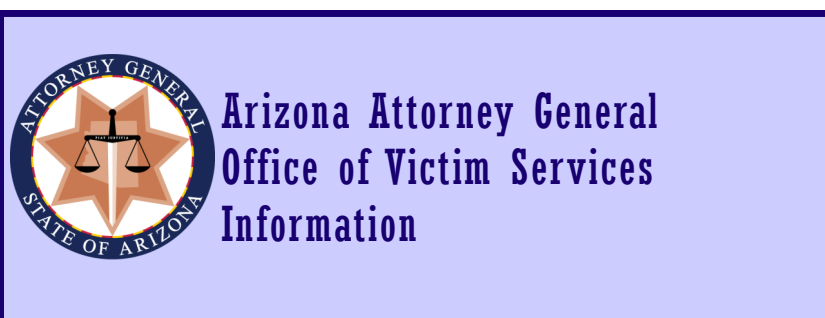 ATTORNEY GENERAL
FIAT JUSTITIA
STATE OF ARIZONA
Arizona Attorney General
Office of Victim Services
Information